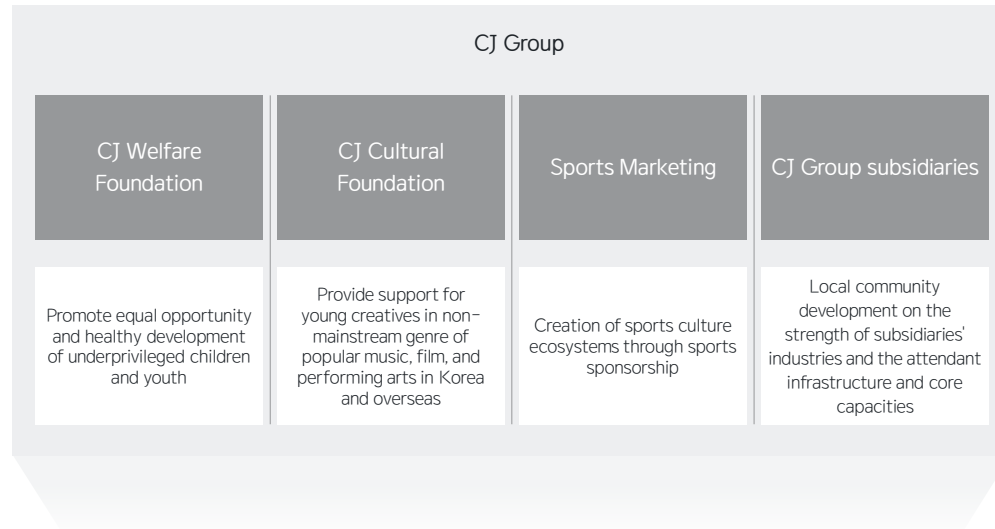 CJ Group
CJ Welfare
Foundation
CJ Cultural
Foundation
Sports Marketing
CJ Group subsidiaries
Promote equal opportunity
and healthy development
of underprivileged children
and youth
Provide support for
young creatives in non-
mainstream genre of
popular music, film, and
performing arts in Korea
and overseas
Creation of sports culture
ecosystems through sports
sponsorship
Local community
development on the
strength of subsidiaries'
industries and the attendant
infrastructure and core
capacities